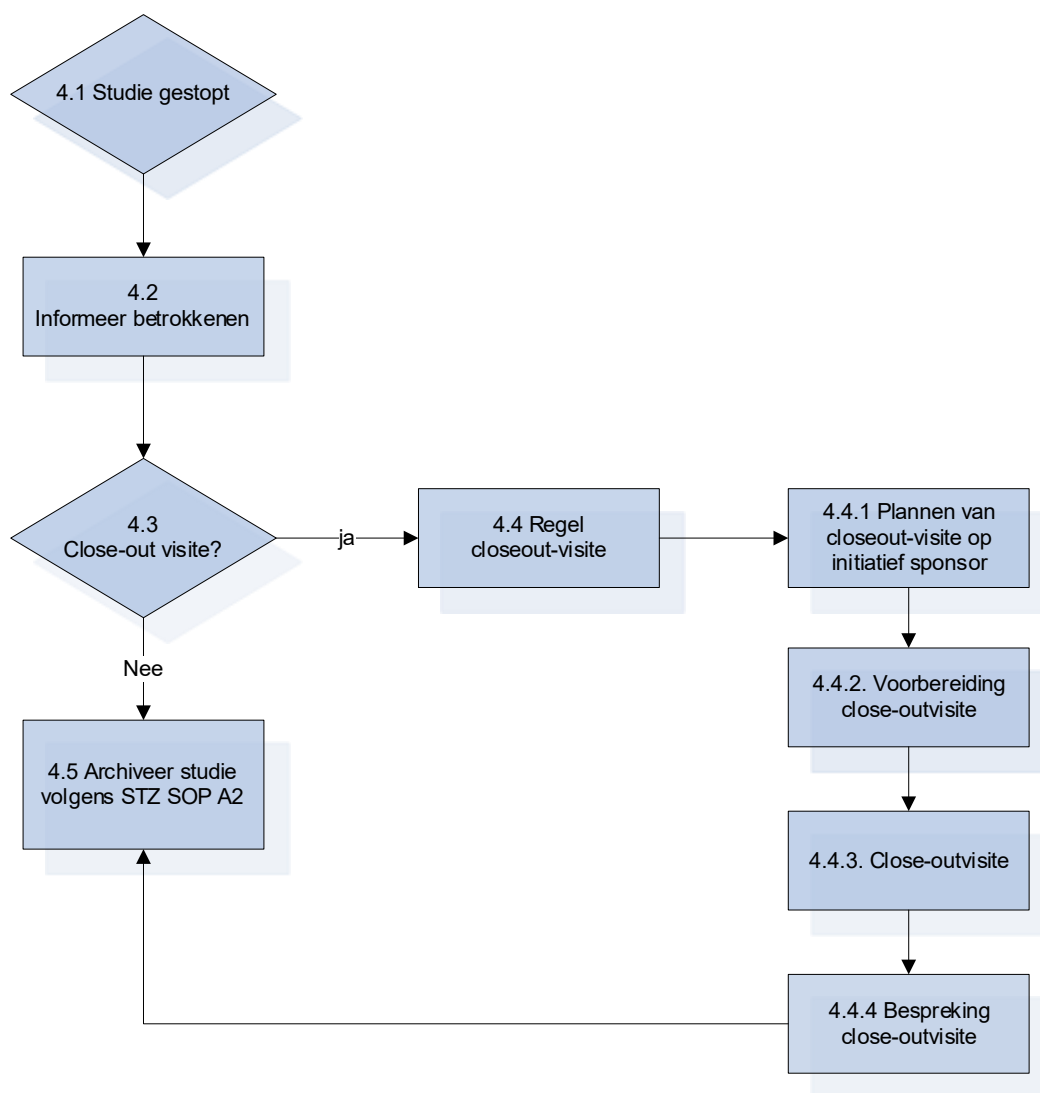 4.1 Studie gestopt
4.2
Informeer betrokkenen
4.3
Close-out visite?
ja
4.4 Regel
closeout-visite
4.4.1 Plannen van
closeout-visite op
initiatief sponsor
4.4.2. Voorbereiding
close-outvisite
Nee
4.5 Archiveer studie
volgens STZ SOP A2
4.4.3. Close-outvisite
4.4.4 Bespreking
close-outvisite